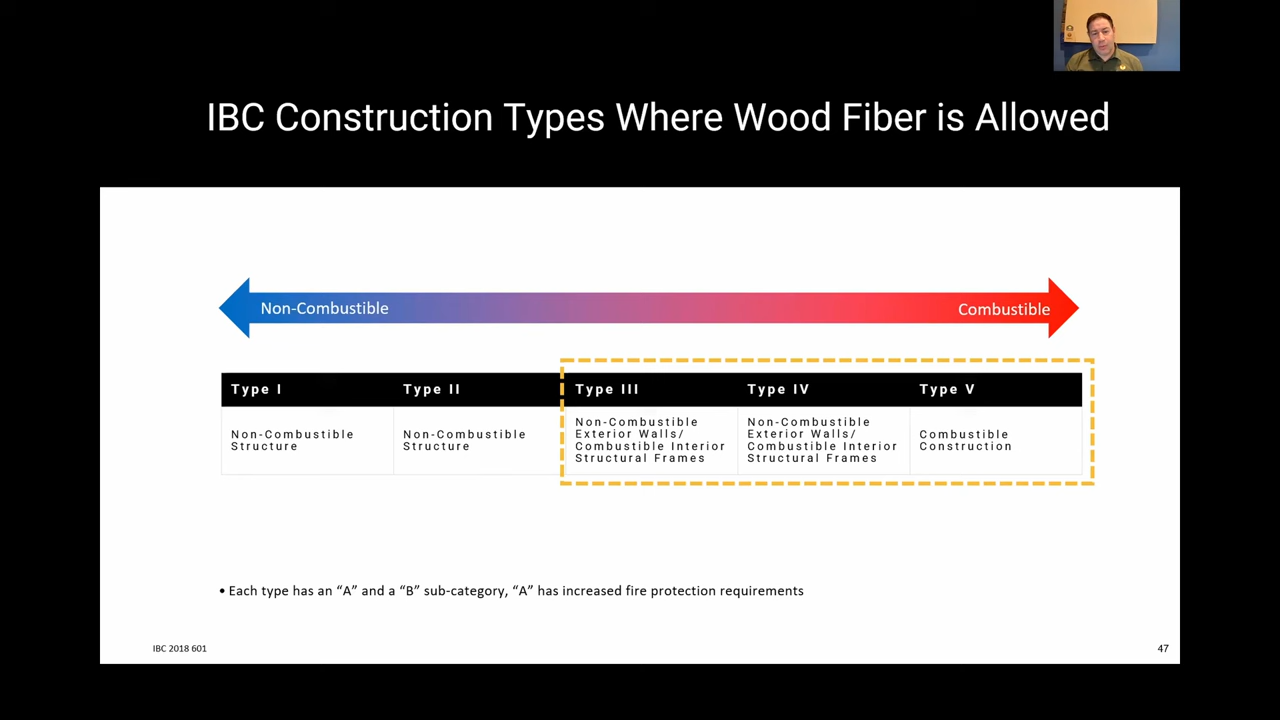 IBC Construction Types Where Wood Fiber is Allowed
Non-Combustible
Combustible
Type I
Type II
Type III
Type IV
Type V
Non-Combustible
Structure
Non-Combustible
Structure
Non-Combustible
Exterior Walls/
Combustible Interior
Structural Frames
Non-Combustible
Exterior Walls/
Combustible Interior
Structural Frames
Combustible
Construction
• Each type has an “A” and a “B” sub-category, “A” has increased fire protection requirements
IBC 2018 601
47